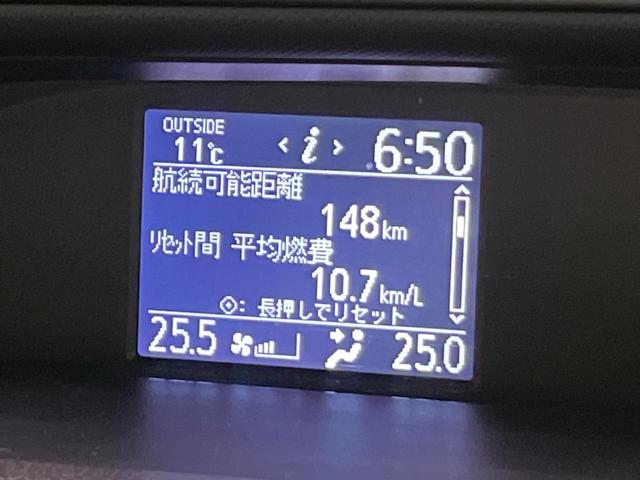 OUTSIDE
11℃
< i >
6:50
航続可能距離
148km
リセット間 平均燃費
10.7km/L
: 長押しでリセット
25.5
25.0